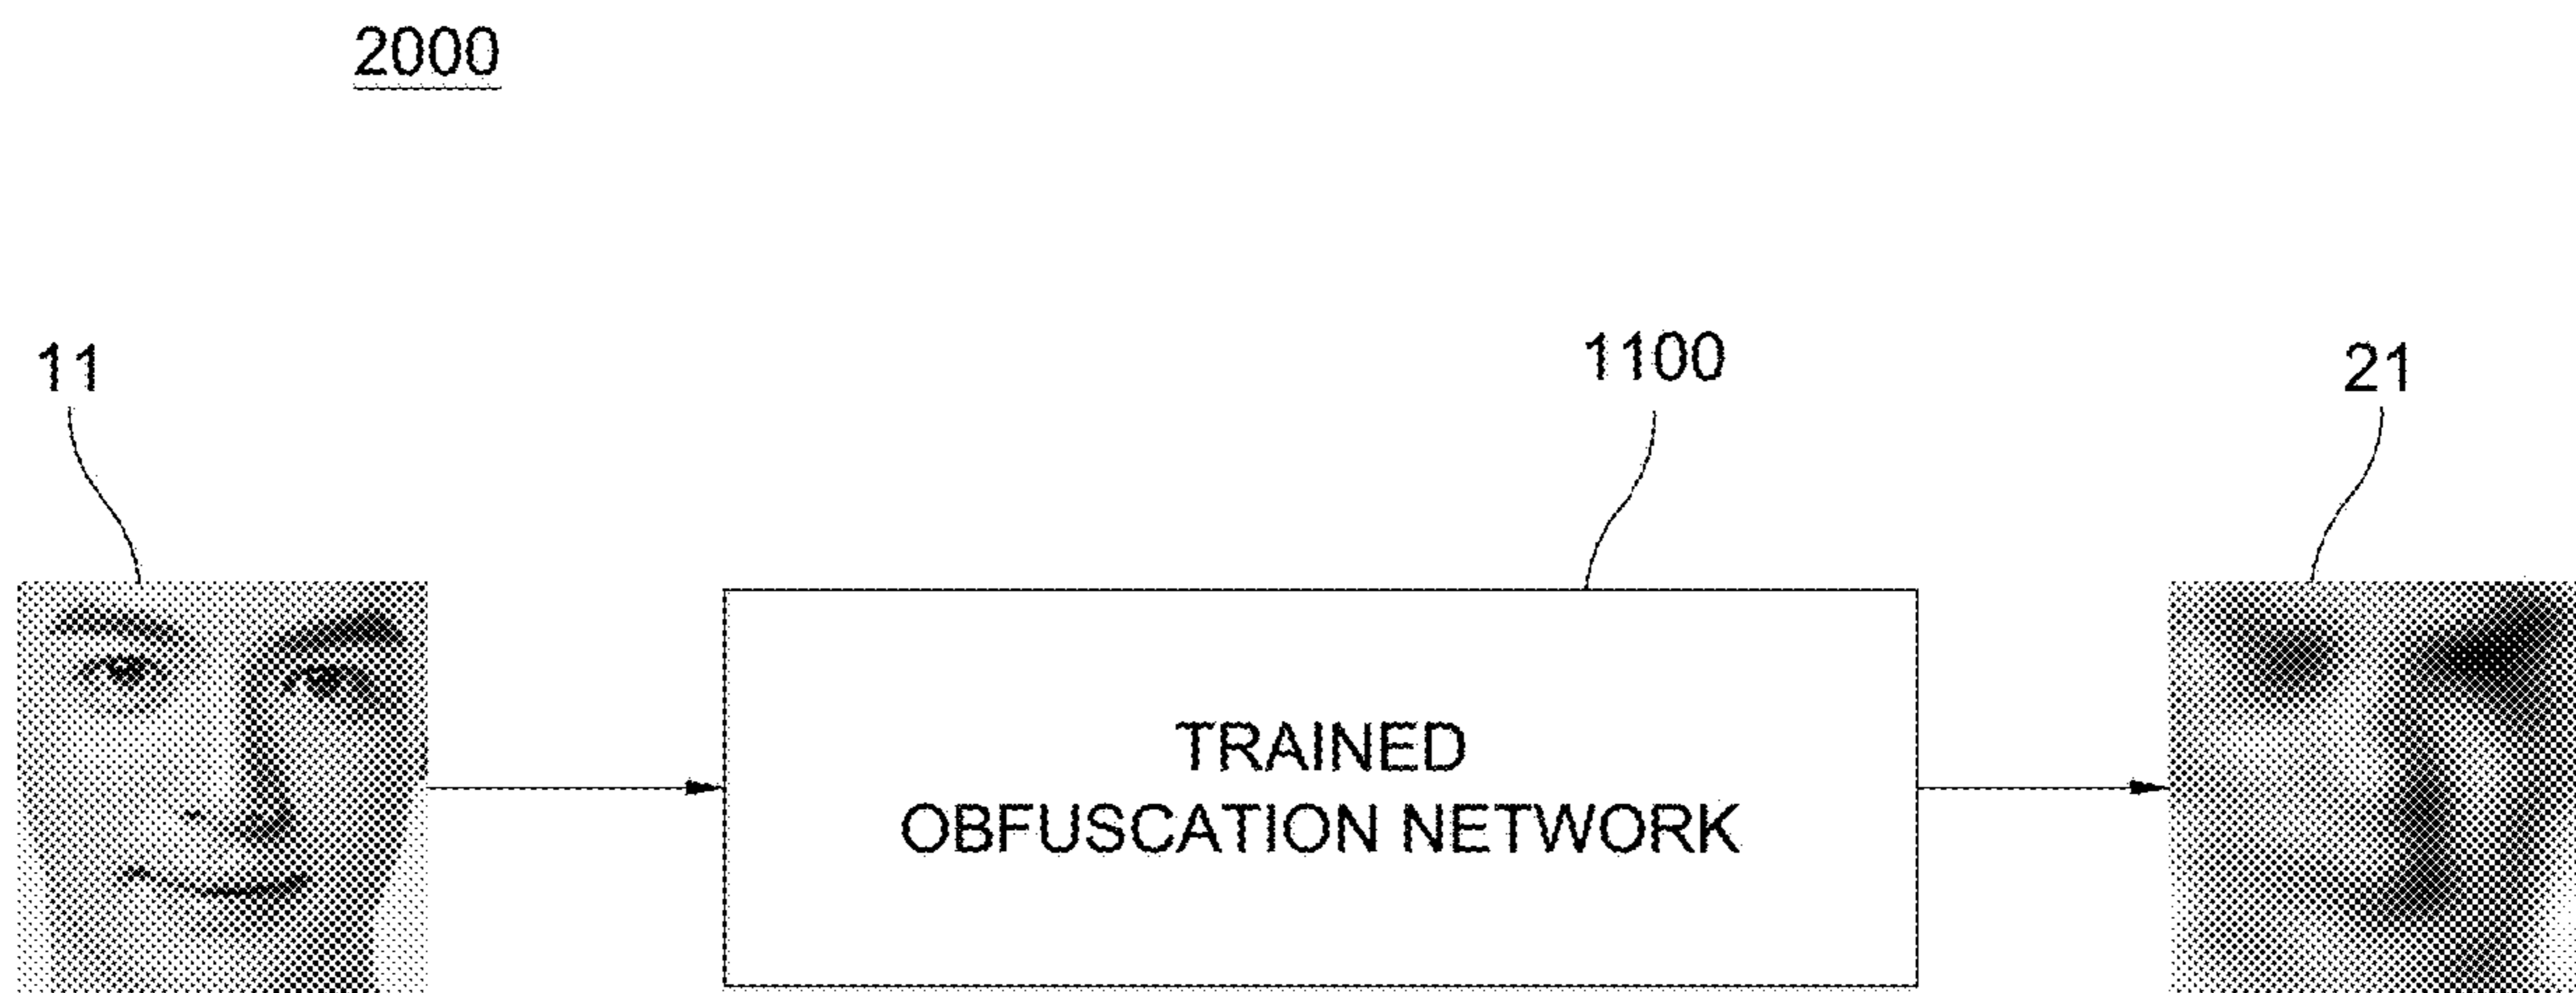 2000
11
1100
21
TRAINED
OBFUSCATION NETWORK